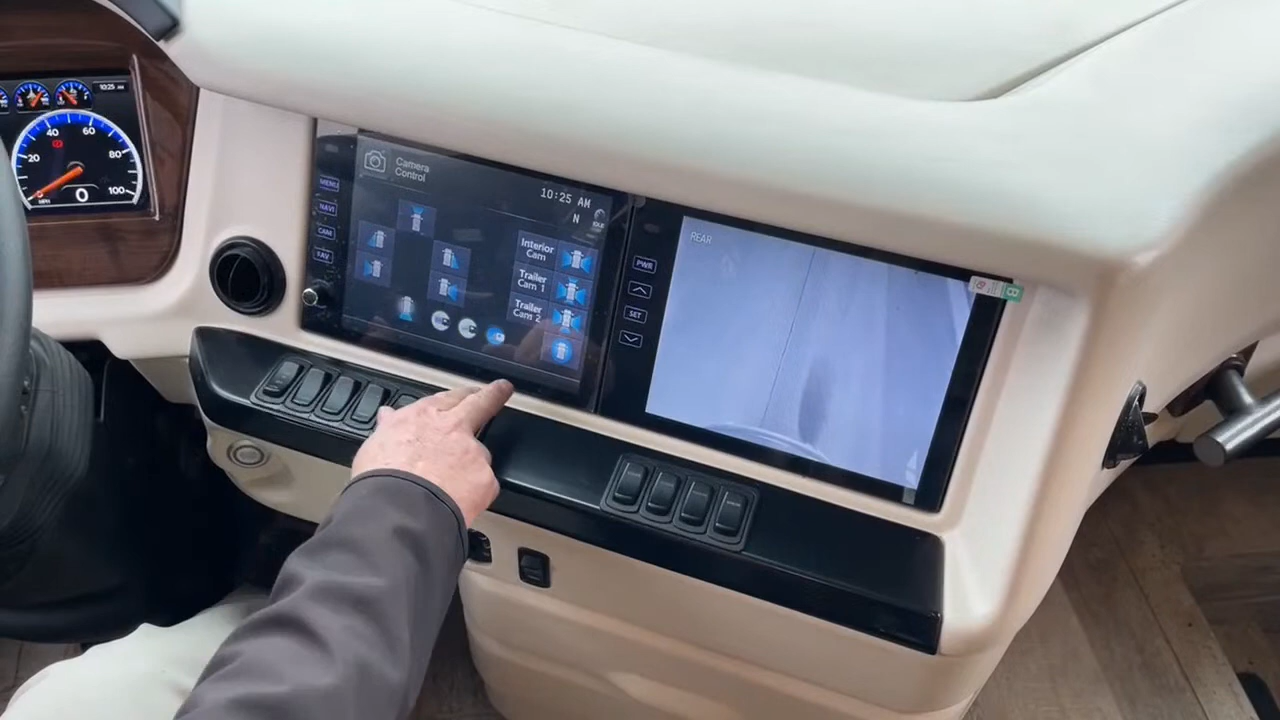 10:25 AM
40
60
20
80
100
MPH
0
Camera
Control
10:25 AM
N
IDLE
MENU
NAVI
CAM
FAV
Interior
Cam
Trailer
Cam 1
Trailer
Cam 2
REAR
PWR
SET